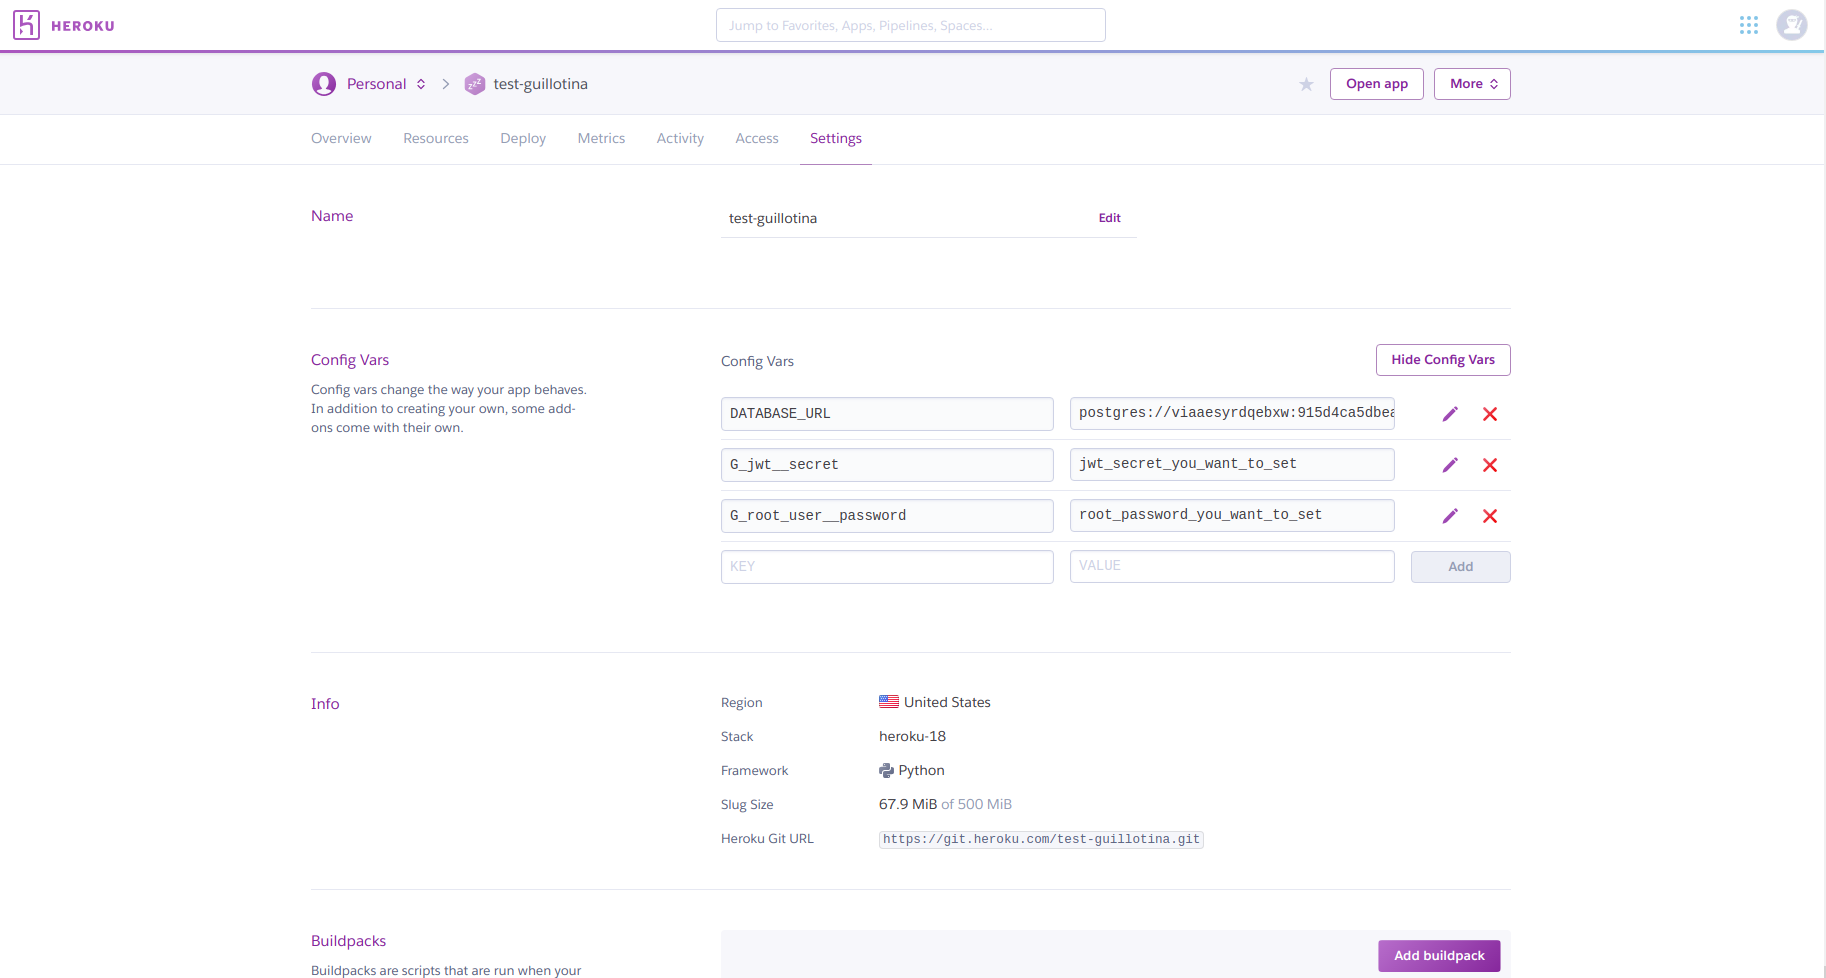 HEROKU
Jump to Favorites, Apps, Pipelines, Spaces...
Personal
test-guillotina
Open app
More
Overview
Resources
Deploy
Metrics
Activity
Access
Settings
Name
test-guillotina
Edit
Config Vars
Config vars change the way your app behaves.
In addition to creating your own, some add-
ons come with their own.
Config Vars
Hide Config Vars
DATABASE_URL
postgres://viaaesyrdqebxw:915d4ca5dbea
G_jwt__secret
jwt_secret_you_want_to_set
G_root_user__password
root_password_you_want_to_set
KEY
VALUE
Add
Info
Region
United States
Stack
heroku-18
Framework
Python
Slug Size
67.9 MiB of 500 MiB
Heroku Git URL
https://git.heroku.com/test-guillotina.git
Buildpacks
Buildpacks are scripts that are run when your
Add buildpack